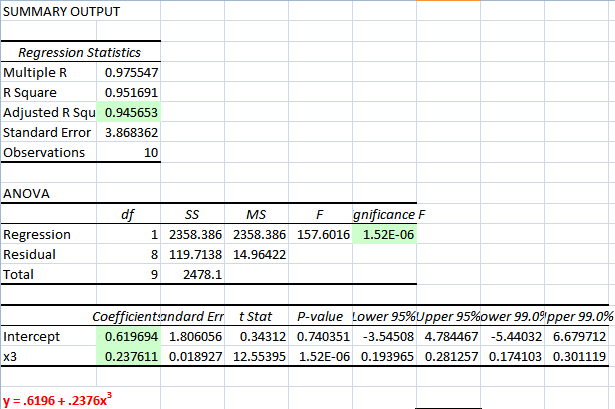 SUMMARY OUTPUT
Regression Statistics
Multiple R 0.975547
R Square 0.951691
Adjusted R Squ 0.945653
Standard Error 3.868362
Observations 10
ANOVA
df SS MS F gnificance F
Regression 1 2358.386 2358.386 157.6016 1.52E-06
Residual 8 119.7138 14.96422
Total 9 2478.1
Coefficients andard Err t Stat P-value Lower 95% Upper 95% ower 99.0% pper 99.0%
Intercept 0.619694 1.806056 0.34312 0.740351 -3.54508 4.784467 -5.44032 6.679712
x3 0.237611 0.018927 12.55395 1.52E-06 0.193965 0.281257 0.174103 0.301119
y = .6196 + .2376x³